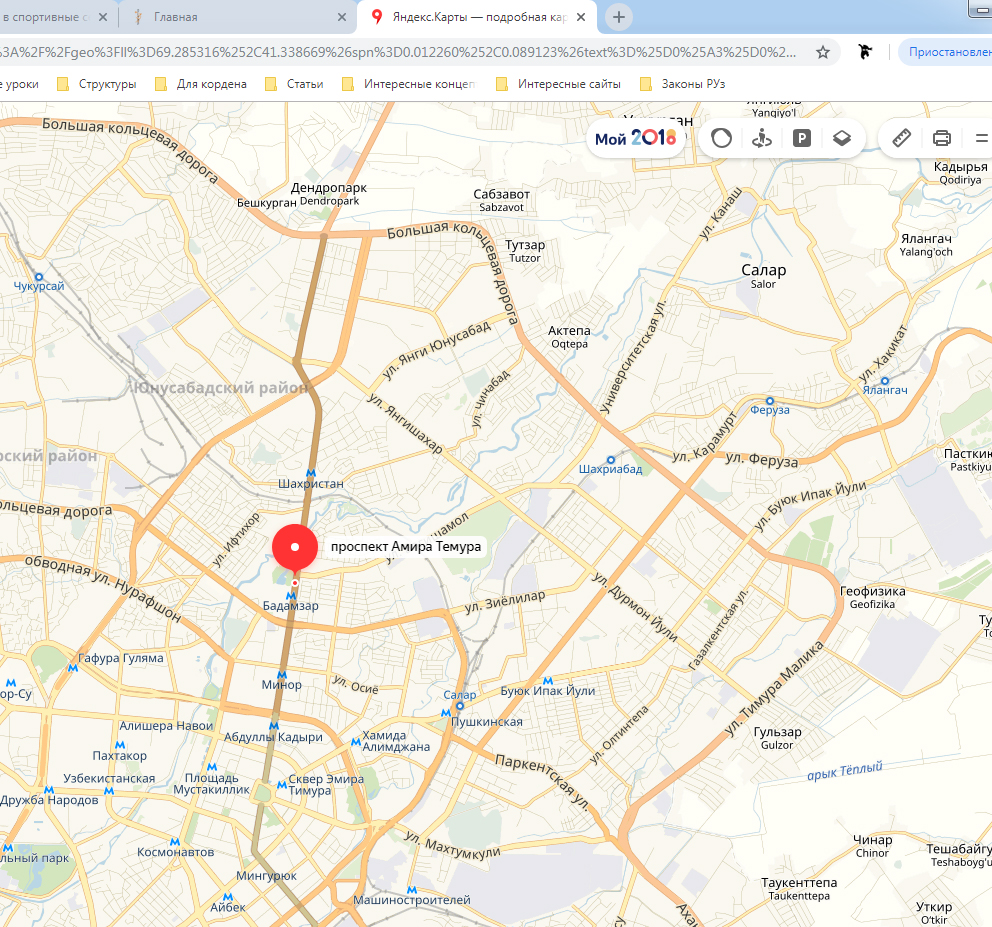 в спортивные с
Главная
Яндекс.Карты — подробная кар
%3A%2F%2Fgeo%3Fll%3D69.285316%252C41.338669%26spn%3D0.012260%252C0.089123%26text%3D%25D0%25A3%25D0%2...
Приостановлен
е уроки
Структуры
Для кордена
Статьи
Интересные концеп
Интересные сайты
Законы РУз
Yangiyo'l
Мой 2018
P
Большая кольцевая дорога
Дендропарк
Dendropark
Бешкурган
Сабзавот
Sabzavot
Кадырья
Qodiriya
ул. Канаш
Большая кольцевая дорога
Тутзар
Tutzor
Ялангач
Yalang'och
Чукурсай
Салар
Salor
Актепа
Oqtepa
ул. Янги Юнусабад
Университетская ул.
ул. Хакикат
Юнусабадский район
ул. Чинабад
Ялангач
Феруза
ул. Янгишахар
ул. Карамурт
ский район
ул. Феруза
Пасткию
Pastkiyu
Шахриабад
Шахристан
ул. Буюк Ипак Йули
льцевая дорога
ул. Ифтихор
шамол
проспект Амира Темура
обводная ул. Нурафшон
Бадамзар
ул. Зиёлилар
ул. Дурмон Йули
Геофизика
Geofizika
Газалкентская ул.
Гафура Гуляма
ор-Су
Минор
ул. Осиё
Салар
Буюк Ипак Йули
ул. Тимура Малика
Пушкинская
Алишера Навои
Абдуллы Кадыри
Хамида
Алимджана
ул. Олтинтепа
Гульзар
Gulzor
Пахтакор
Паркентская ул.
арык Тёплый
Узбекистанская
Площадь
Мустакиллик
Сквер Эмира
Тимура
Дружба Народов
ул. Махтумкули
Чинар
Chinor
Тешабайгу
Teshaboyg'u
льный парк
Космонавтов
Мингурюк
Машиностроителей
Таукенттепа
Taukenttepa
Айбек
Уткир
O'tkir
Аха